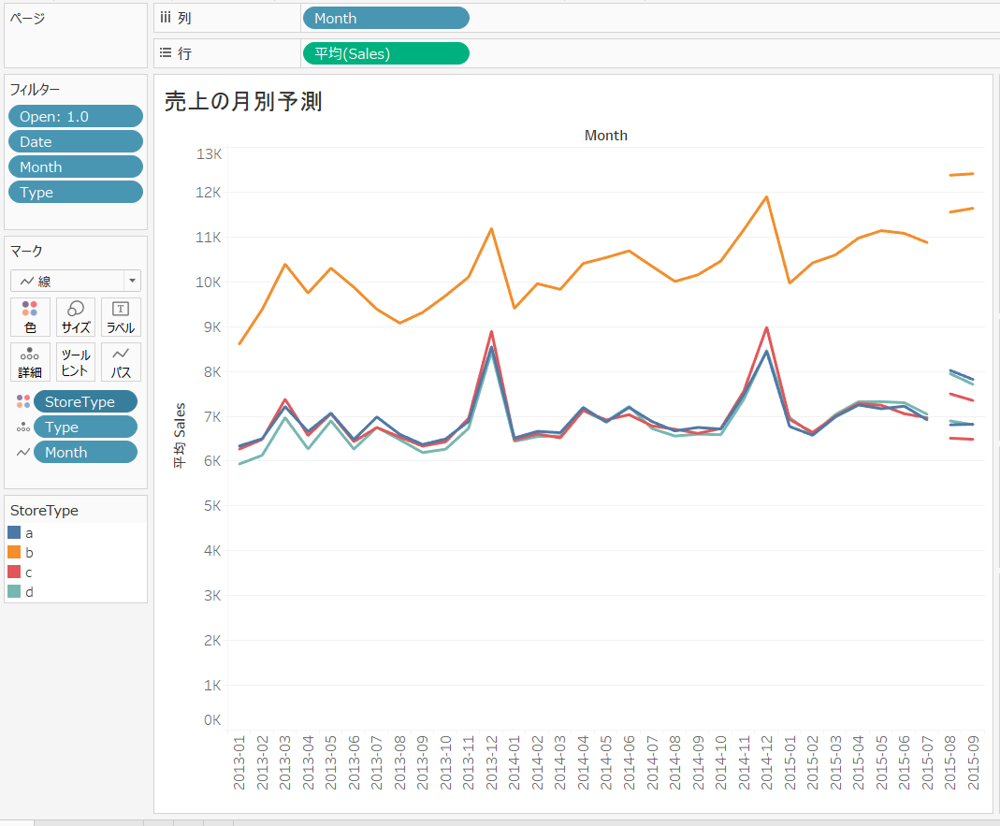 ページ
列
Month
行
平均(Sales)
フィルター
Open: 1.0
Date
Month
Type
マーク
線
色
サイズ
ラベル
詳細
ツール
ヒント
パス
StoreType
Type
Month
StoreType
a
b
c
d
売上の月別予測
Month
平均 Sales
13K
12K
11K
10K
9K
8K
7K
6K
5K
4K
3K
2K
1K
0K
2013-01
2013-02
2013-03
2013-04
2013-05
2013-06
2013-07
2013-08
2013-09
2013-10
2013-11
2013-12
2014-01
2014-02
2014-03
2014-04
2014-05
2014-06
2014-07
2014-08
2014-09
2014-10
2014-11
2014-12
2015-01
2015-02
2015-03
2015-04
2015-05
2015-06
2015-07
2015-08
2015-09